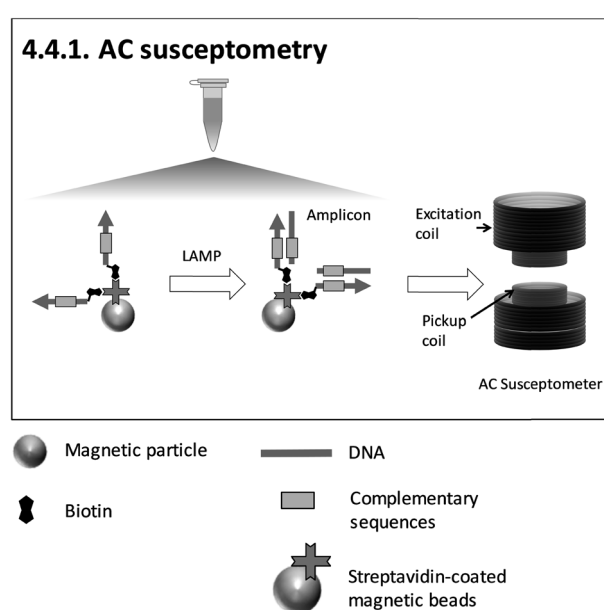 4.4.1. AC susceptometry
Amplicon
LAMP
Excitation
coil
Pickup
coil
AC Susceptometer
Magnetic particle
DNA
Biotin
Complementary
sequences
Streptavidin-coated
magnetic beads